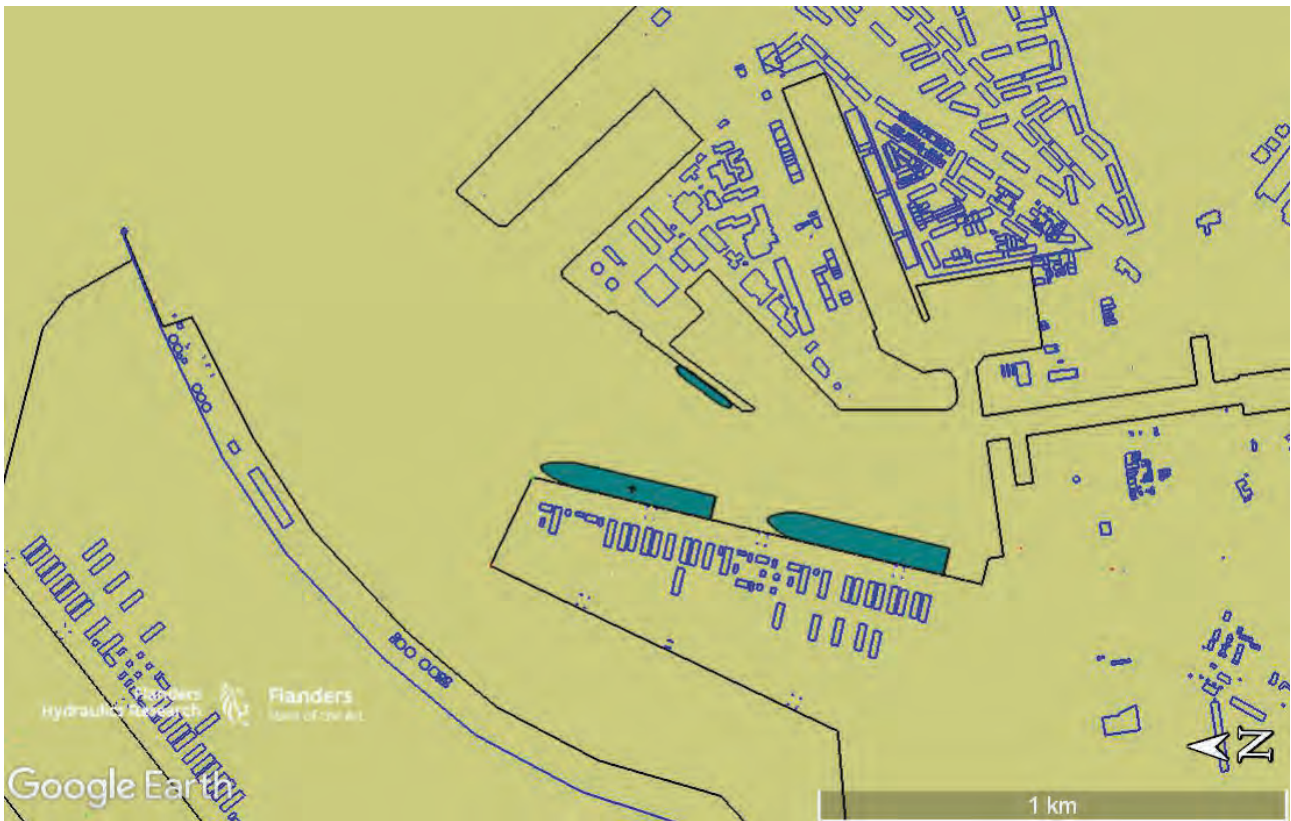 Flanders
Hydraulics Research
Flanders
State of the Art
Google Earth
N
1 km